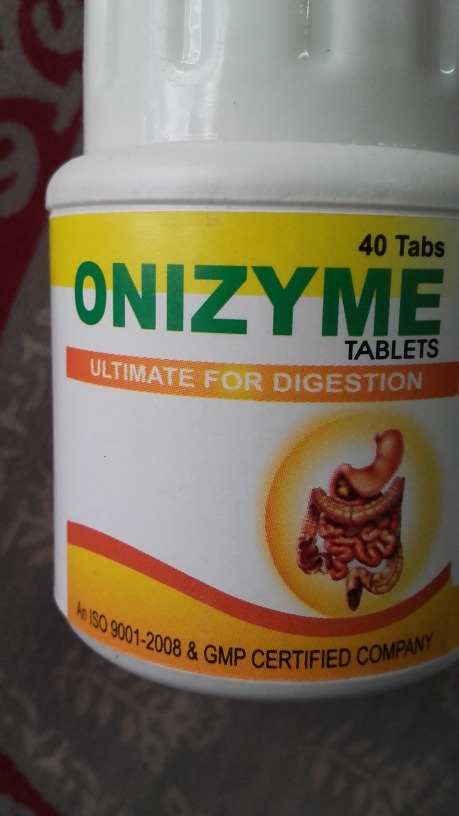 40 Tabs
ONIZYME
TABLETS
ULTIMATE FOR DIGESTION
An ISO 9001-2008 & GMP CERTIFIED COMPANY